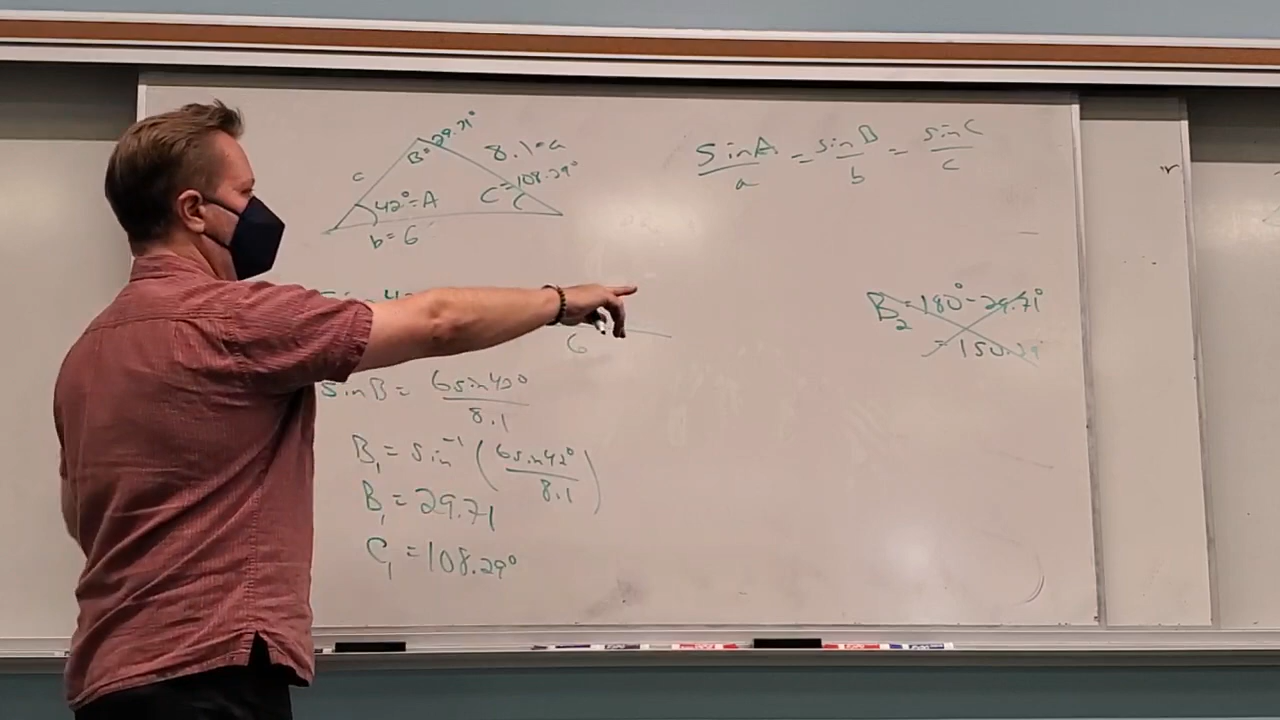 B=29.71°
8.1=a
c
42°=A
C=108.29°
b=6
sinA/a = sinB/b = sinC/c
Sin42
6
SinB = 6sin42°/8.1
B₁ = sin⁻¹(6sin42°/8.1)
B₁ = 29.71
C₁ = 108.29°
B₂ = 180° - 29.71°
= 150.29